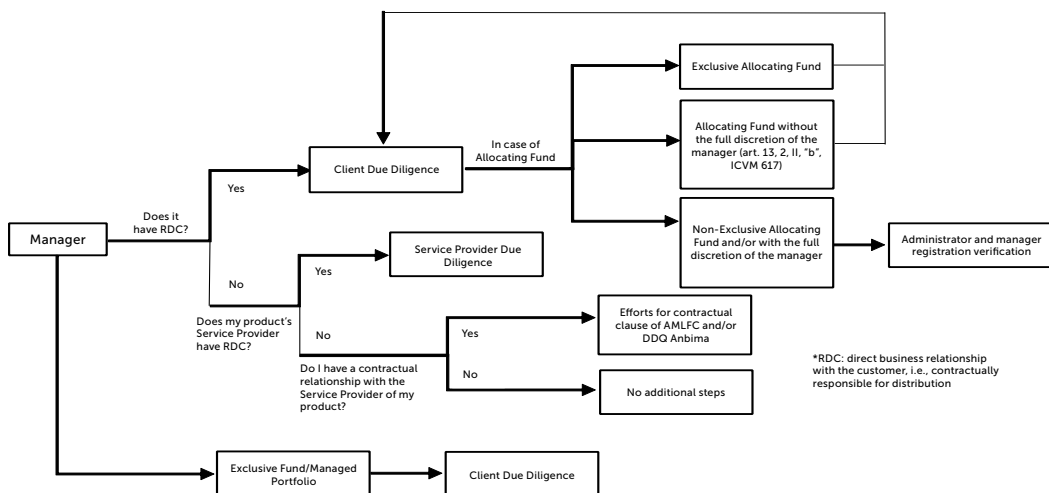 Manager
Does it
have RDC?
Yes
No
Client Due Diligence
In case of
Allocating Fund
Exclusive Allocating Fund
Allocating Fund without
the full discretion of the
manager (art. 13, 2, II, "b",
ICVM 617)
Non-Exclusive Allocating
Fund and/or with the full
discretion of the manager
Administrator and manager
registration verification
Does my product's
Service Provider
have RDC?
Yes
No
Service Provider Due
Diligence
Do I have a contractual
relationship with the
Service Provider of my
product?
Yes
No
Efforts for contractual
clause of AMLFC and/or
DDQ Anbima
No additional steps
*RDC: direct business relationship
with the customer, i.e., contractually
responsible for distribution
Exclusive Fund/Managed
Portfolio
Client Due Diligence